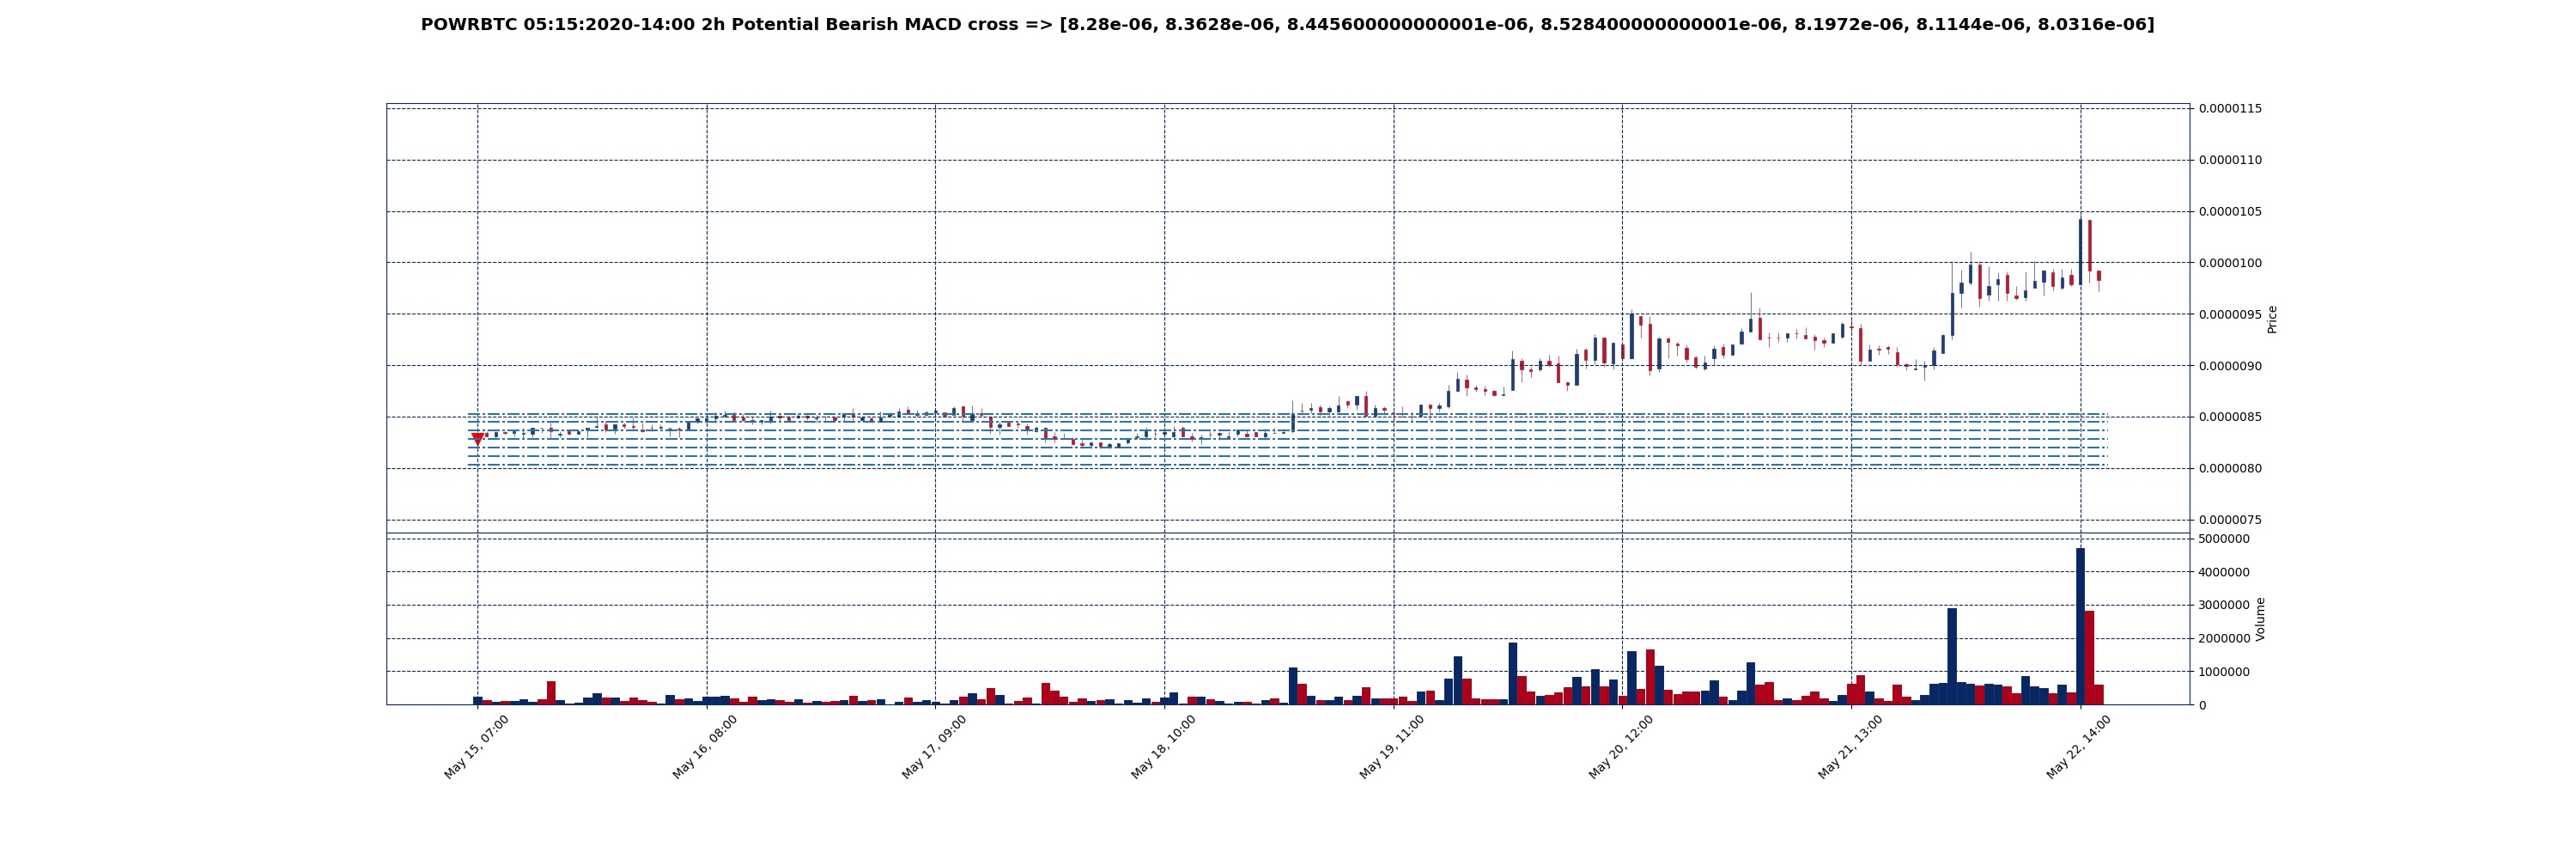 POWRBTC 05:15:2020-14:00 2h Potential Bearish MACD cross => [8.28e-06, 8.3628e-06, 8.445600000000001e-06, 8.528400000000001e-06, 8.1972e-06, 8.1144e-06, 8.0316e-06]
0.0000115
0.0000110
0.0000105
0.0000100
0.0000095
Price
0.0000090
0.0000085
0.0000080
0.0000075
5000000
4000000
3000000
Volume
2000000
1000000
0
May 15, 07:00
May 16, 08:00
May 17, 09:00
May 18, 10:00
May 19, 11:00
May 20, 12:00
May 21, 13:00
May 22, 14:00